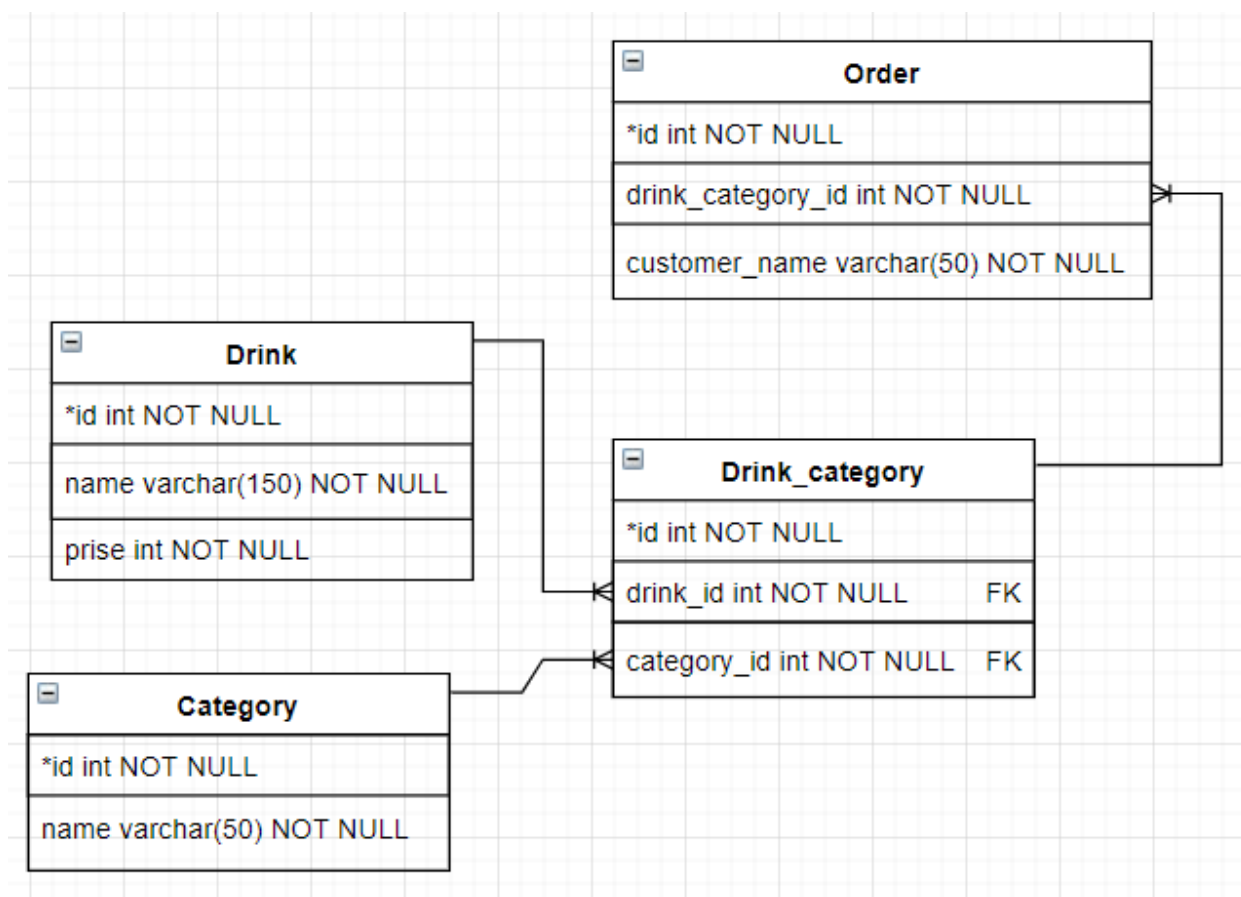 Order
*id int NOT NULL
drink_category_id int NOT NULL
customer_name varchar(50) NOT NULL
Drink
*id int NOT NULL
name varchar(150) NOT NULL
prise int NOT NULL
Drink_category
*id int NOT NULL
drink_id int NOT NULL FK
category_id int NOT NULL FK
Category
*id int NOT NULL
name varchar(50) NOT NULL